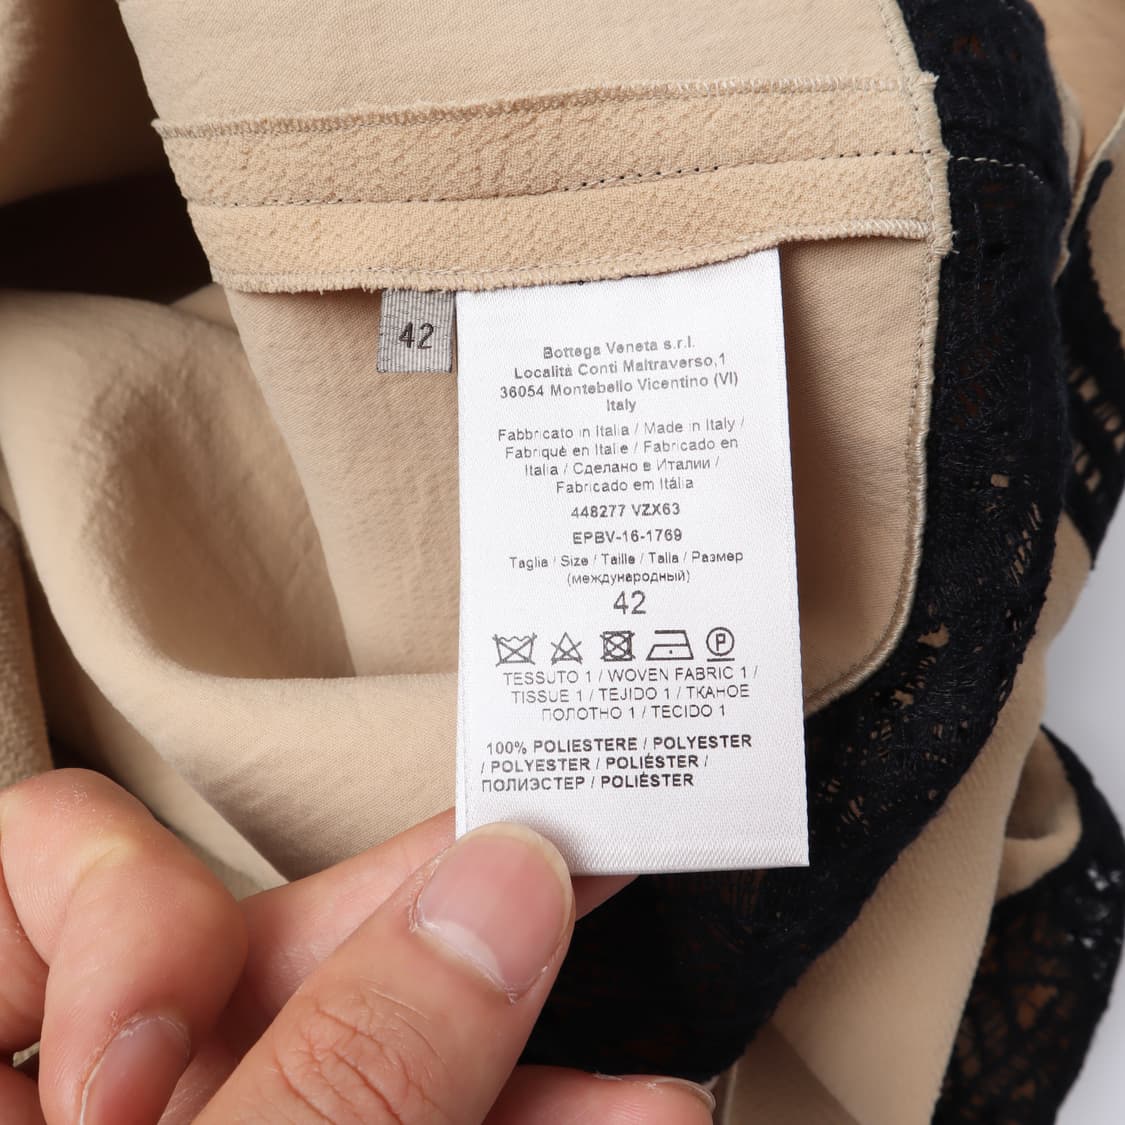 42
Bottega Veneta s.r.l.
Località Conti Maltraverso,1
36054 Montebello Vicentino (VI)
Italy
Fabbricato in Italia / Made in Italy /
Fabriqué en Italie / Fabricado en
Italia / Сделано в Италии /
Fabricado em Itália
448277 VZX63
EPBV-16-1769
Taglia / Size / Taille / Talla / Размер
(международный)
42
P
TESSUTO 1 / WOVEN FABRIC 1 /
TISSUE 1 / TEJIDO 1 / ТКАНОЕ
ПОЛОТНО 1 / TECIDO 1
100% POLIESTERE / POLYESTER
/ POLYESTER / POLIÉSTER /
ПОЛИЭСТЕР / POLIÉSTER